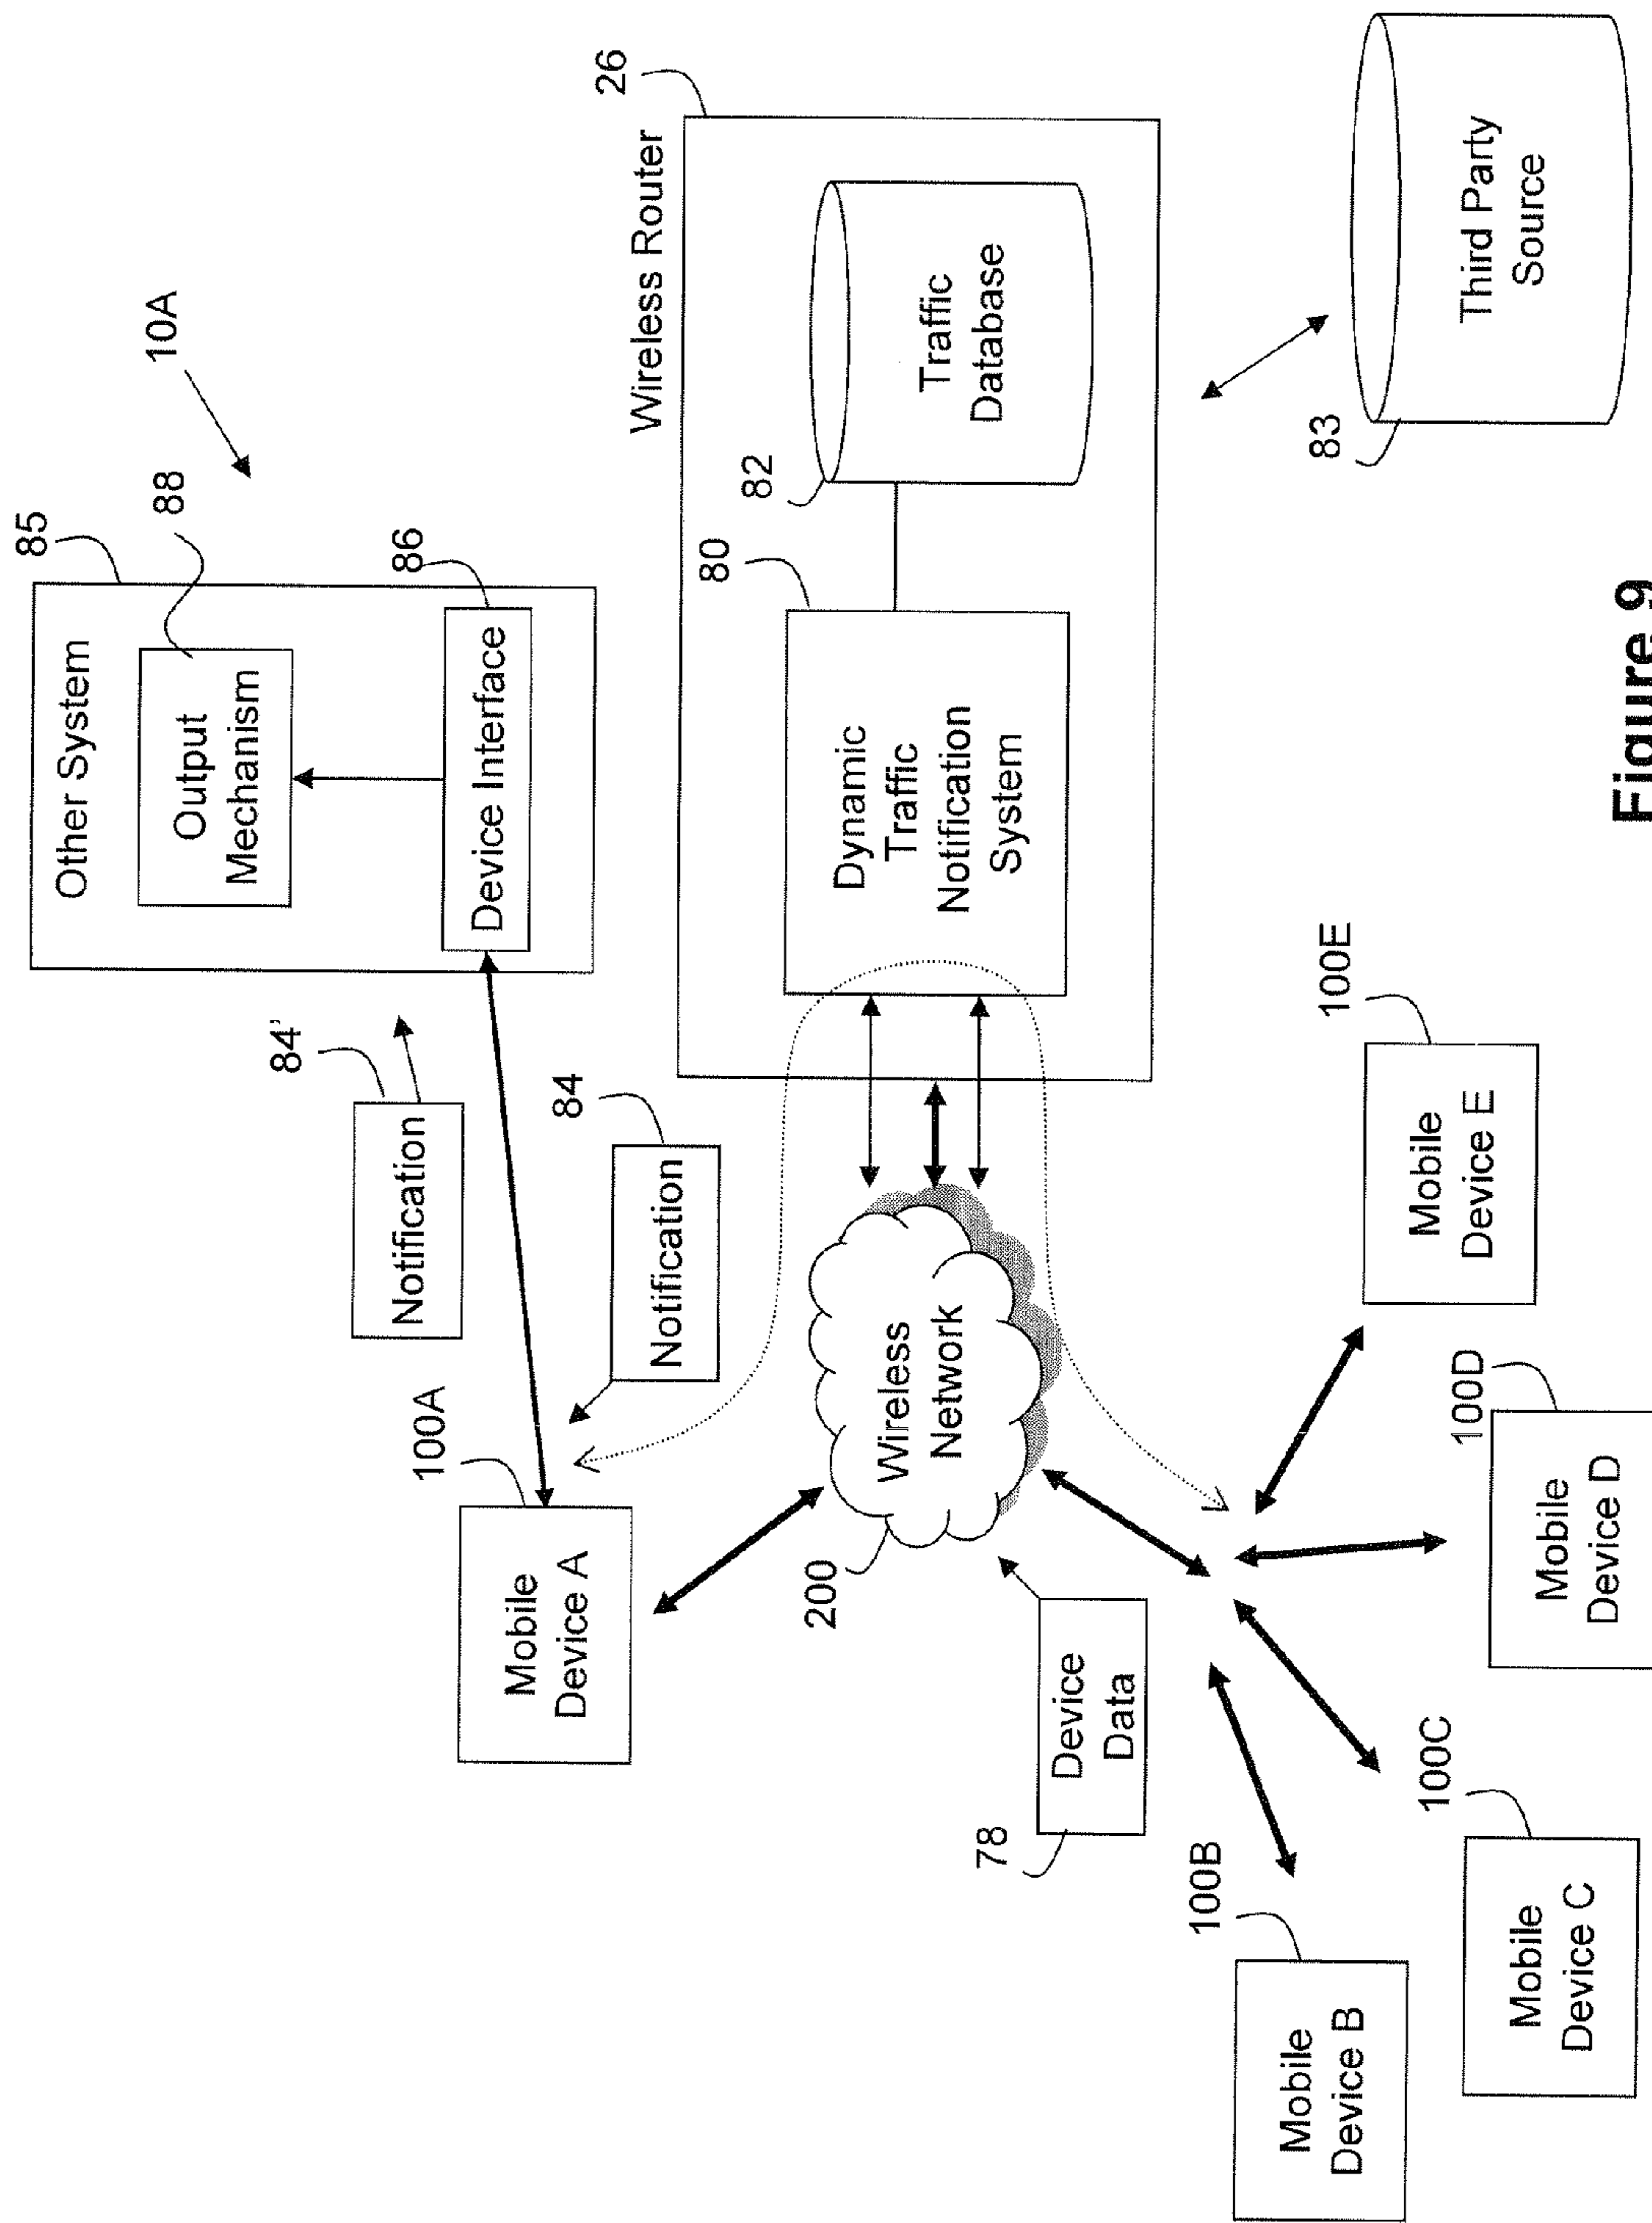 85
Other System
88
Output
Mechanism
86
Device Interface
10A
84'
Notification
100A
Mobile
Device A
84
Notification
Wireless Router
26
80
Dynamic
Traffic
Notification
System
82
Traffic
Database
200
Wireless
Network
78
Device
Data
83
Third Party
Source
100B
Mobile
Device B
100C
Mobile
Device C
100D
Mobile
Device D
100E
Mobile
Device E
Figure 9